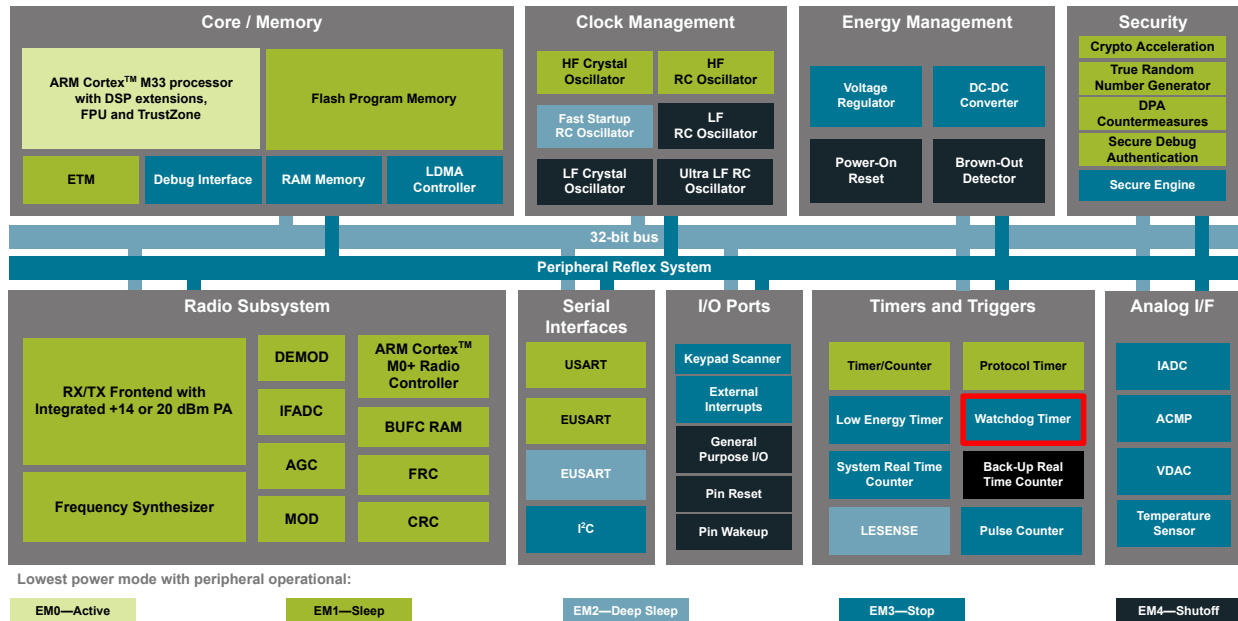 Core / Memory
ARM Cortex™ M33 processor
with DSP extensions,
FPU and TrustZone
Flash Program Memory
ETM
Debug Interface
RAM Memory
LDMA
Controller
Clock Management
HF Crystal
Oscillator
HF
RC Oscillator
Fast Startup
RC Oscillator
LF
RC Oscillator
LF Crystal
Oscillator
Ultra LF RC
Oscillator
Energy Management
Voltage
Regulator
DC-DC
Converter
Power-On
Reset
Brown-Out
Detector
Security
Crypto Acceleration
True Random
Number Generator
DPA
Countermeasures
Secure Debug
Authentication
Secure Engine
32-bit bus
Peripheral Reflex System
Radio Subsystem
RX/TX Frontend with
Integrated +14 or 20 dBm PA
Frequency Synthesizer
DEMOD
IFADC
AGC
MOD
ARM Cortex™
M0+ Radio
Controller
BUFC RAM
FRC
CRC
Serial
Interfaces
USART
EUSART
EUSART
I²C
I/O Ports
Keypad Scanner
External
Interrupts
General
Purpose I/O
Pin Reset
Pin Wakeup
Timers and Triggers
Timer/Counter
Protocol Timer
Low Energy Timer
Watchdog Timer
System Real Time
Counter
Back-Up Real
Time Counter
LESENSE
Pulse Counter
Analog I/F
IADC
ACMP
VDAC
Temperature
Sensor
Lowest power mode with peripheral operational:
EM0—Active
EM1—Sleep
EM2—Deep Sleep
EM3—Stop
EM4—Shutoff